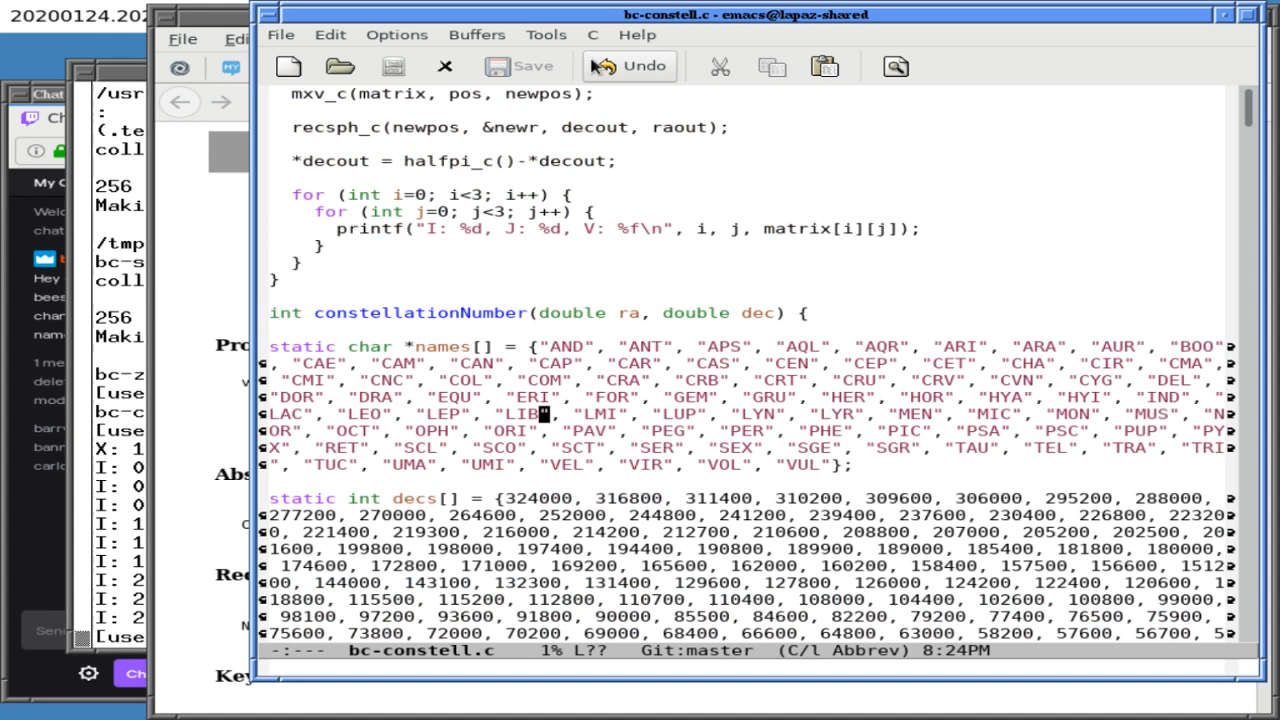 20200124.202
bc-constell.c - emacs@lapaz-shared
File Edit Options Buffers Tools C Help
Save Undo
mxv_c(matrix, pos, newpos);
recsph_c(newpos, &newr, decout, raout);
*decout = halfpi_c()-*decout;
for (int i=0; i<3; i++) {
for (int j=0; j<3; j++) {
printf("I: %d, J: %d, V: %f\n", i, j, matrix[i][j]);
}
}
}
int constellationNumber(double ra, double dec) {
static char *names[] = {"AND", "ANT", "APS", "AQL", "AQR", "ARI", "ARA", "AUR", "BOO"
, "CAE", "CAM", "CAN", "CAP", "CAR", "CAS", "CEN", "CEP", "CET", "CHA", "CIR", "CMA",
"CMI", "CNC", "COL", "COM", "CRA", "CRB", "CRT", "CRU", "CRV", "CVN", "CYG", "DEL",
"DOR", "DRA", "EQU", "ERI", "FOR", "GEM", "GRU", "HER", "HOR", "HYA", "HYI", "IND", "
LAC", "LEO", "LEP", "LIB", "LMI", "LUP", "LYN", "LYR", "MEN", "MIC", "MON", "MUS", "N
OR", "OCT", "OPH", "ORI", "PAV", "PEG", "PER", "PHE", "PIC", "PSA", "PSC", "PUP", "PY
X", "RET", "SCL", "SCO", "SCT", "SER", "SEX", "SGE", "SGR", "TAU", "TEL", "TRA", "TRI
", "TUC", "UMA", "UMI", "VEL", "VIR", "VOL", "VUL"};
static int decs[] = {324000, 316800, 311400, 310200, 309600, 306000, 295200, 288000,
277200, 270000, 264600, 252000, 244800, 241200, 239400, 237600, 230400, 226800, 22320
0, 221400, 219300, 216000, 214200, 212700, 210600, 208800, 207000, 205200, 202500, 20
1600, 199800, 198000, 197400, 194400, 190800, 189900, 189000, 185400, 181800, 180000,
174600, 172800, 171000, 169200, 165600, 162000, 160200, 158400, 157500, 156600, 1512
00, 144000, 143100, 132300, 131400, 129600, 127800, 126000, 124200, 122400, 120600, 1
18800, 115500, 115200, 112800, 110700, 110400, 108000, 104400, 102600, 100800, 99000,
98100, 97200, 93600, 91800, 90000, 85500, 84600, 82200, 79200, 77400, 76500, 75900,
75600, 73800, 72000, 70200, 69000, 68400, 66600, 64800, 63000, 58200, 57600, 56700, 5
-:--- bc-constell.c 1% L?? Git:master (C/l Abbrev) 8:24PM
File Edi
MY
Pro
v
Abs
Rec
N
Key
/usr
:
(.te
coll
256
Maki
/tmp
bc-s
coll
256
Maki
bc-z
[use
bc-c
[use
X: 1
I: 0
I: 0
I: 0
I: 1
I: 1
I: 1
I: 2
I: 2
I: 2
[use
Chat
Ch
My C
Welc
chat
Hey
bees
char
nam
1 me
delet
mod
barr
carlo
Sen
Ch